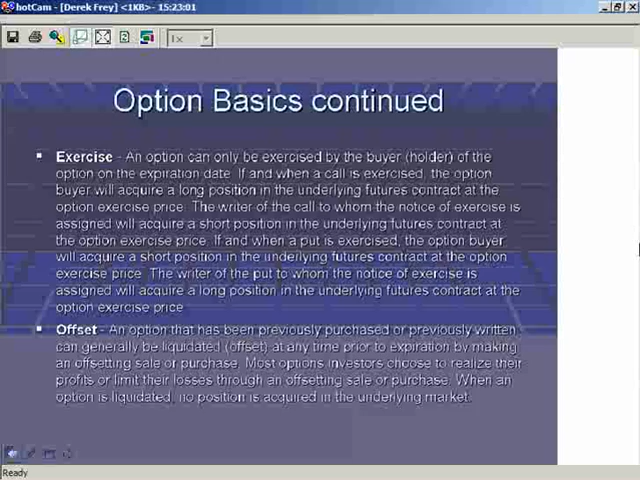 hotCam - [Derek Frey] <1KB> - 15:23:01
1x
Option Basics continued
Exercise - An option can only be exercised by the buyer (holder) of the
option on the expiration date. If and when a call is exercised, the option
buyer will acquire a long position in the underlying futures contract at the
option exercise price. The writer of the call to whom the notice of exercise is
assigned will acquire a short position in the underlying futures contract at
the option exercise price. If and when a put is exercised, the option buyer
will acquire a short position in the underlying futures contract at the option
exercise price. The writer of the put to whom the notice of exercise is
assigned will acquire a long position in the underlying futures contract at the
option exercise price
Offset - An option that has been previously purchased or previously written
can generally be liquidated (offset) at any time prior to expiration by making
an offsetting sale or purchase. Most options investors choose to realize their
profits or limit their losses through an offsetting sale or purchase. When an
option is liquidated, no position is acquired in the underlying market.
Ready